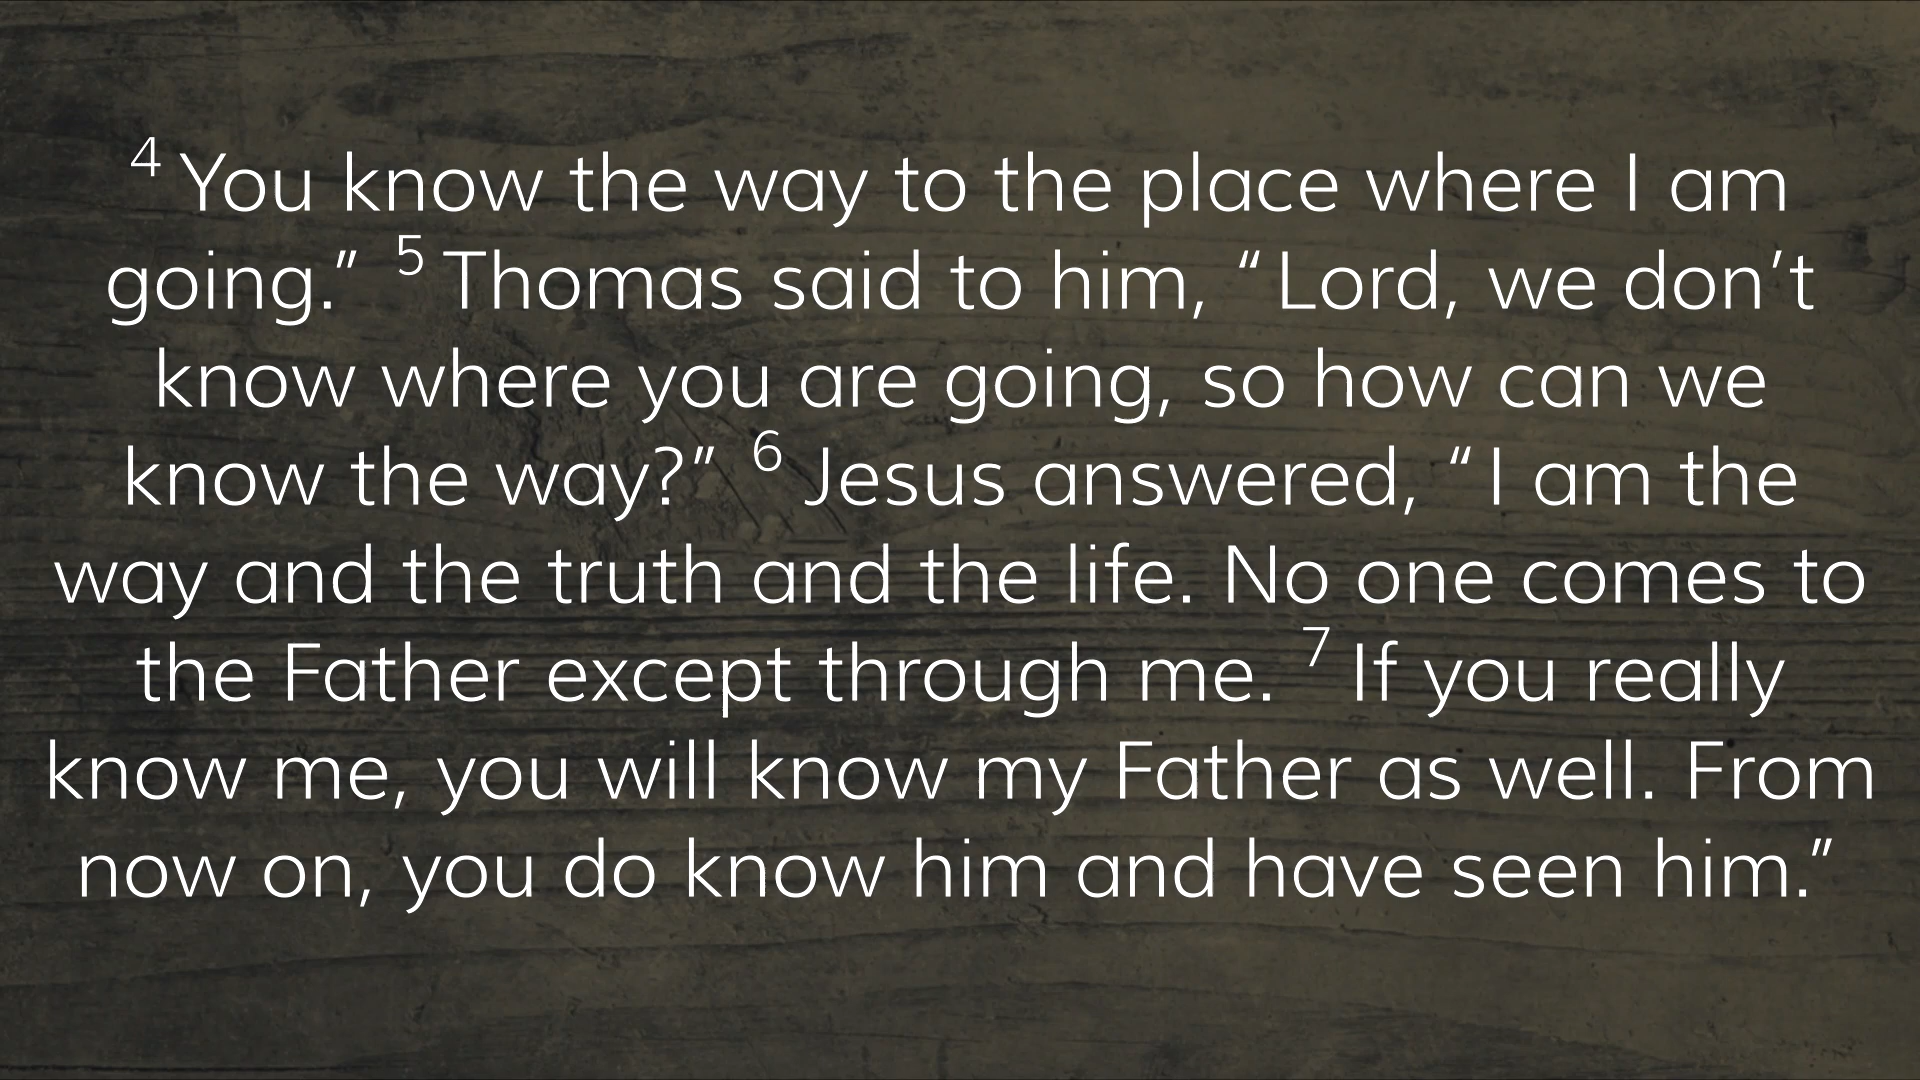 4 You know the way to the place where I am
going.” 5 Thomas said to him, “Lord, we don’t
know where you are going, so how can we
know the way?” 6 Jesus answered, “I am the
way and the truth and the life. No one comes to
the Father except through me. 7 If you really
know me, you will know my Father as well. From
now on, you do know him and have seen him.”